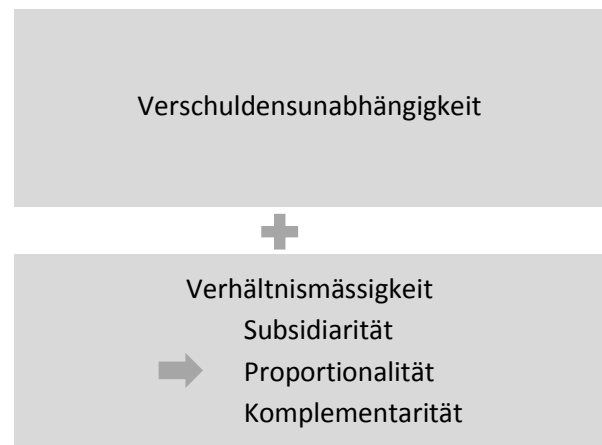 Verschuldensunabhängigkeit
Verhältnismässigkeit
Subsidiarität
Proportionalität
Komplementarität